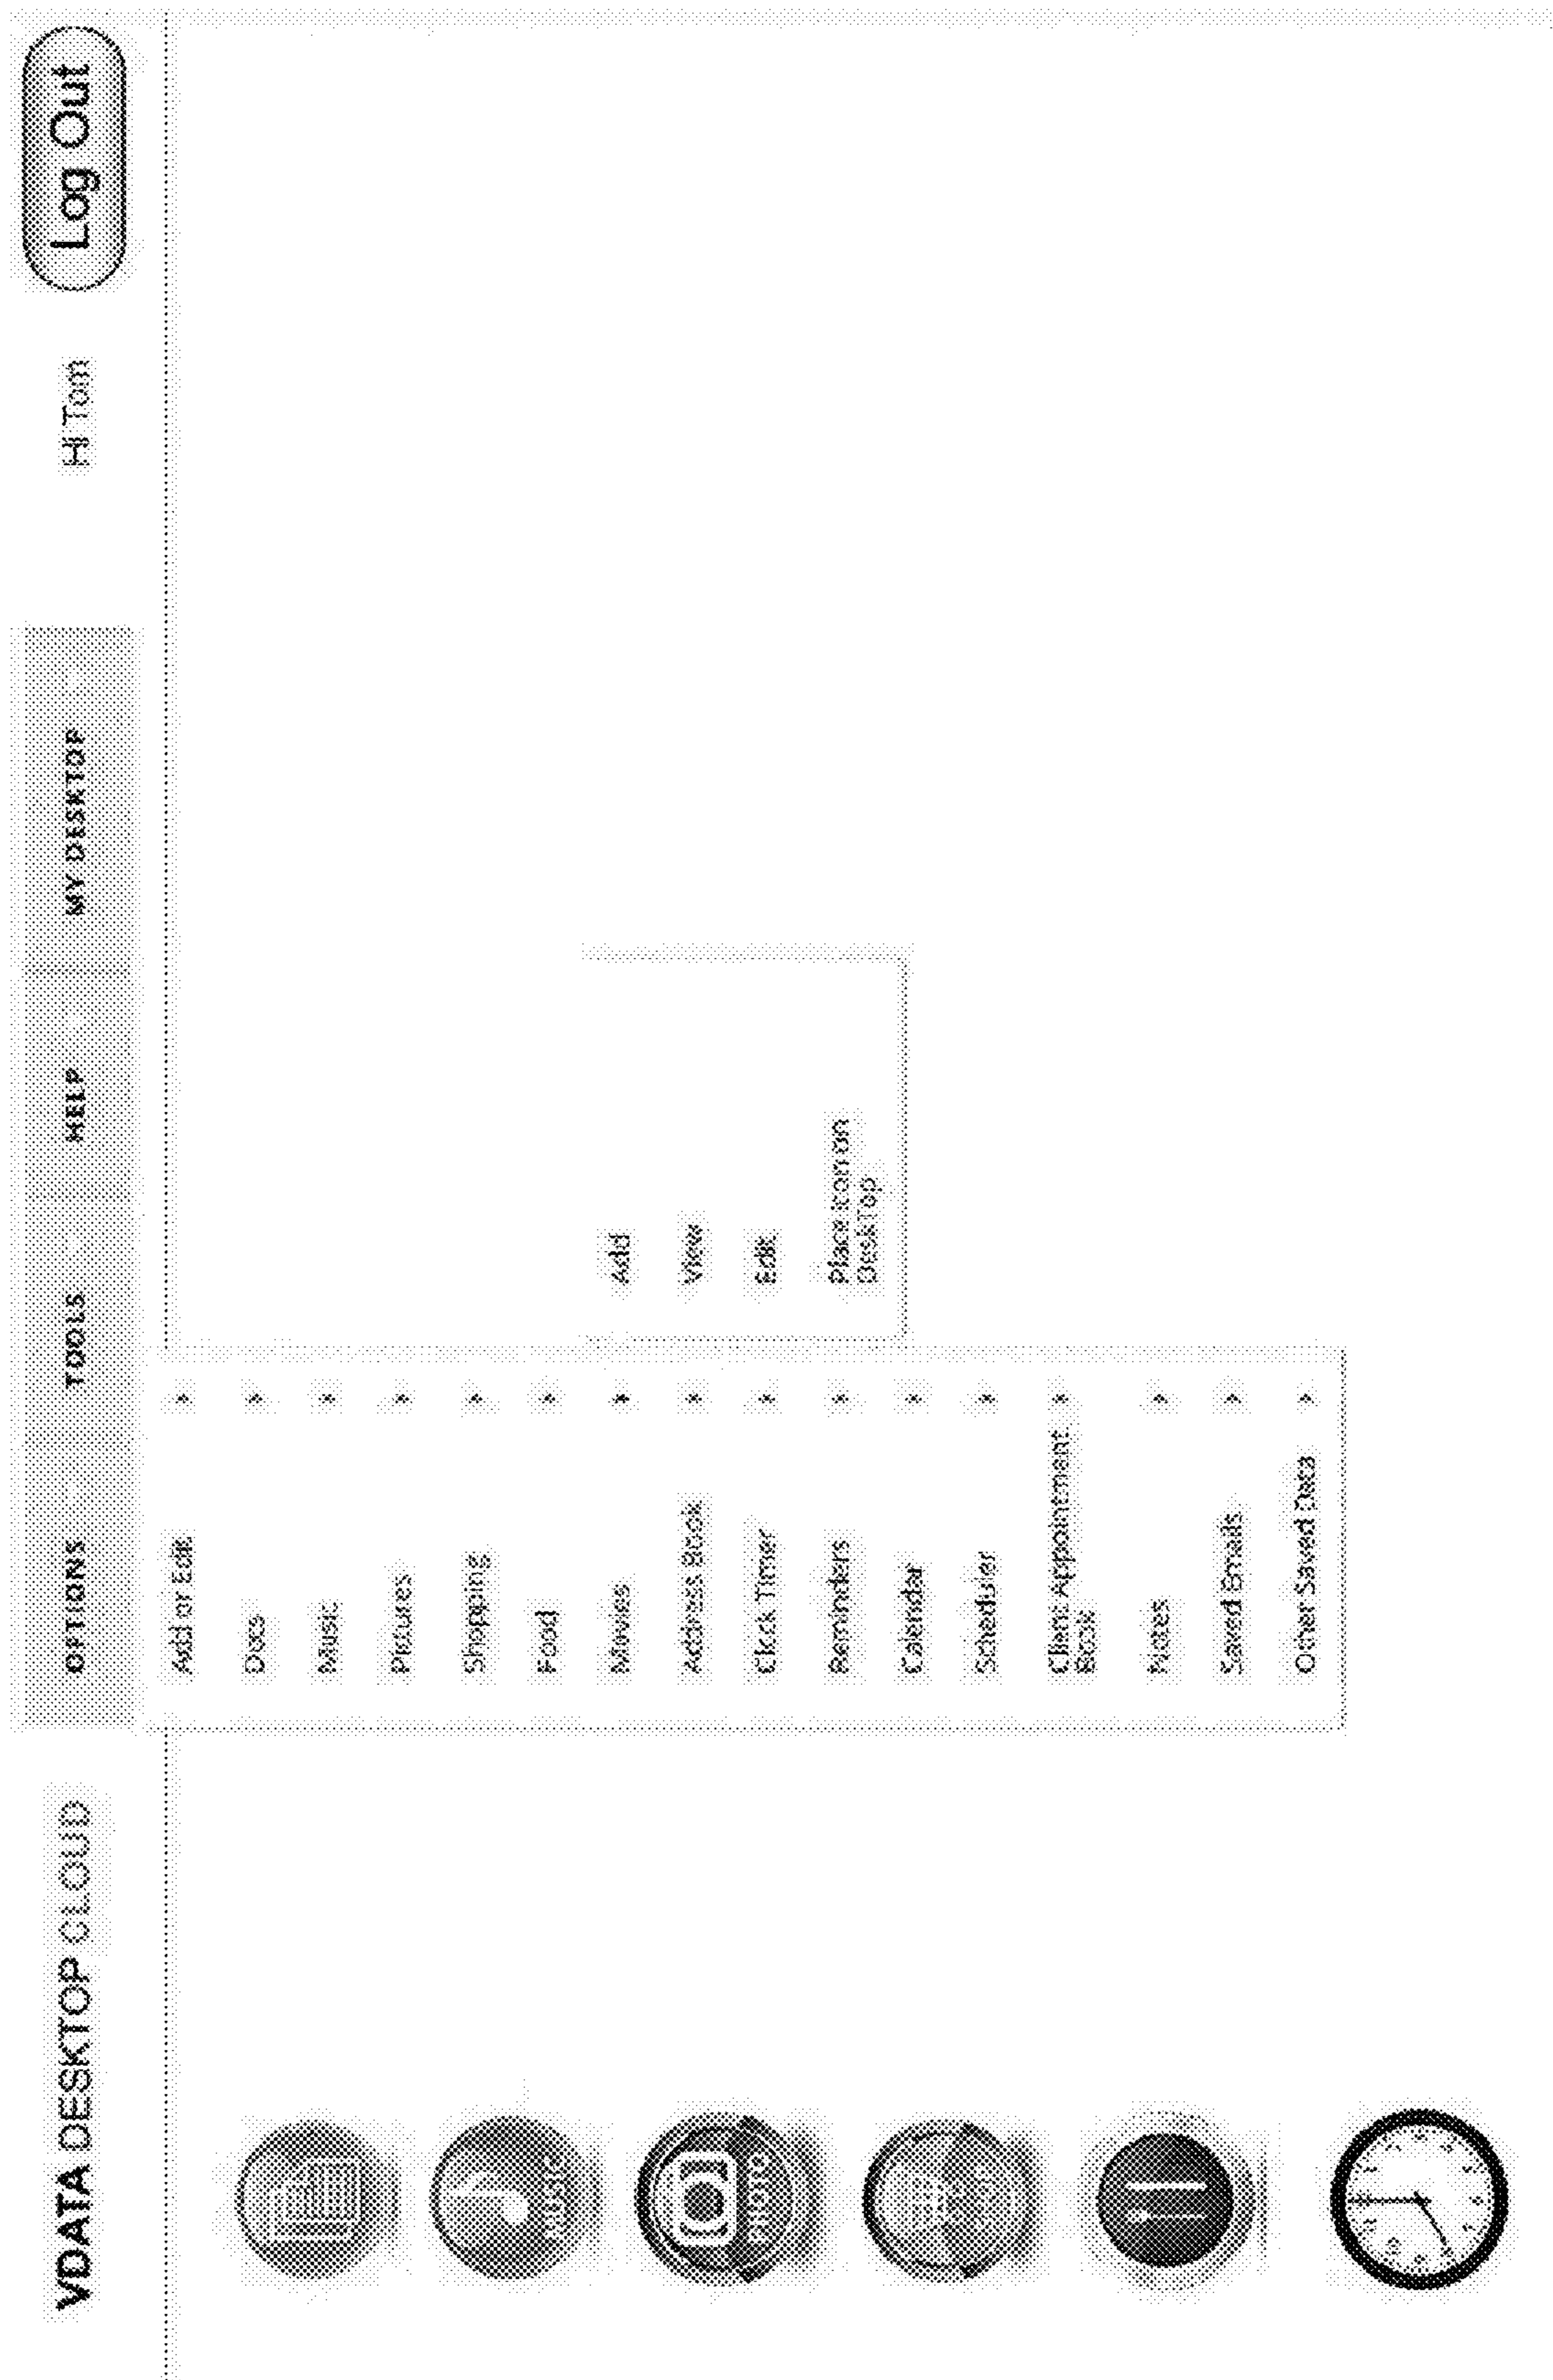 VDATA DESKTOP CLOUD
OPTIONS
TOOLS
HELP
MY DESKTOP
Hi Tom
Log Out
Add or Edit
Docs
Music
Pictures
Shopping
Food
Movies
Address Book
Clock Timer
Reminders
Calendar
Scheduler
Client Appointment
Book
Notes
Saved Emails
Other Saved Data
Add
View
Edit
Place icon on
DeskTop
music